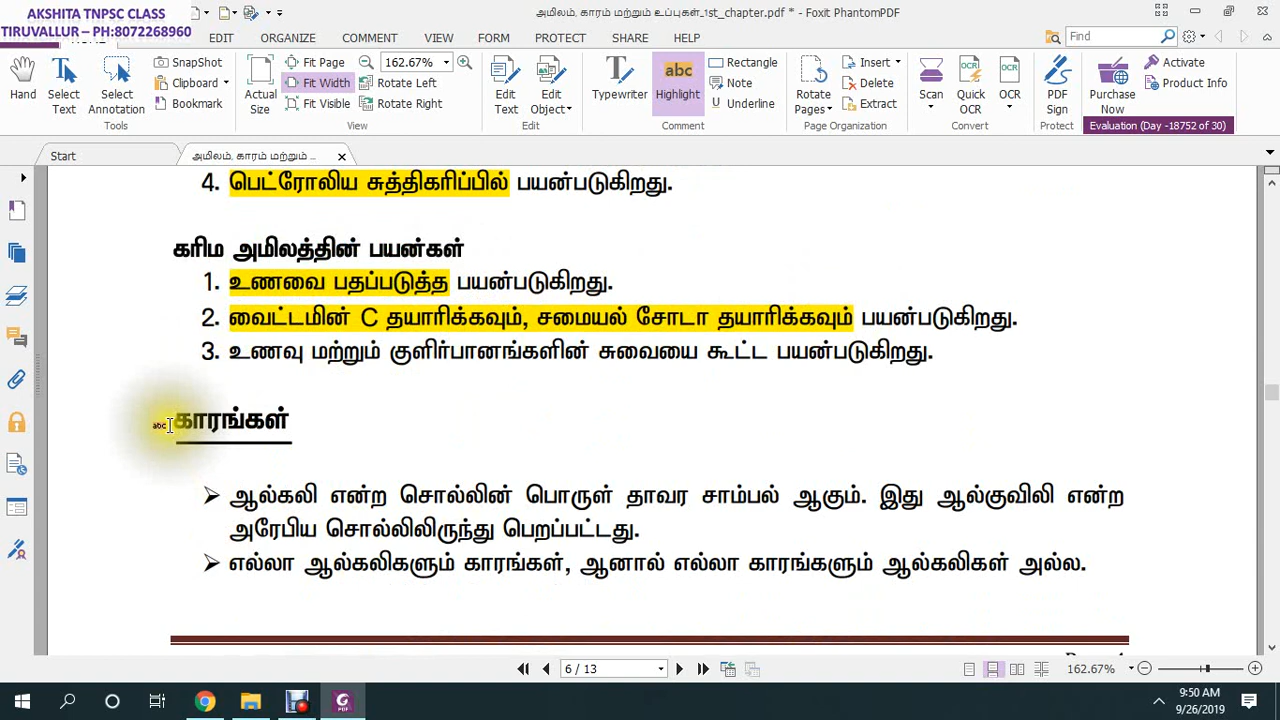 AKSHITA TNPSC CLASS
TIRUVALLUR – PH:8072268960
அமிலம், காரம் மற்றும் உப்புகள்_1st_chapter.pdf * - Foxit PhantomPDF
EDIT ORGANIZE COMMENT VIEW FORM PROTECT SHARE HELP Find
Hand
Select Text
Select Annotation
SnapShot
Clipboard
Bookmark
Tools
Actual Size
Fit Page
Fit Width
Fit Visible
162.67%
Rotate Left
Rotate Right
View
Edit Text
Edit Object
Edit
Typewriter
abc
Highlight
Rectangle
Note
Underline
Comment
Rotate Pages
Insert
Delete
Extract
Page Organization
Scan
Quick OCR
OCR
Convert
PDF Sign
Protect
Purchase Now
Activate
Product Info
Evaluation (Day -18752 of 30)
Start
அமிலம், காரம் மற்றும் ...
4. பெட்ரோலிய சுத்திகரிப்பில் பயன்படுகிறது.
கரிம அமிலத்தின் பயன்கள்
1. உணவை பதப்படுத்த பயன்படுகிறது.
2. வைட்டமின் C தயாரிக்கவும், சமையல் சோடா தயாரிக்கவும் பயன்படுகிறது.
3. உணவு மற்றும் குளிர்பானங்களின் சுவையை கூட்ட பயன்படுகிறது.
abc
காரங்கள்
➢ ஆல்கலி என்ற சொல்லின் பொருள் தாவர சாம்பல் ஆகும். இது ஆல்குவிலி என்ற
அரேபிய சொல்லிலிருந்து பெறப்பட்டது.
➢ எல்லா ஆல்கலிகளும் காரங்கள், ஆனால் எல்லா காரங்களும் ஆல்கலிகள் அல்ல.
6 / 13
162.67%
9:50 AM
9/26/2019